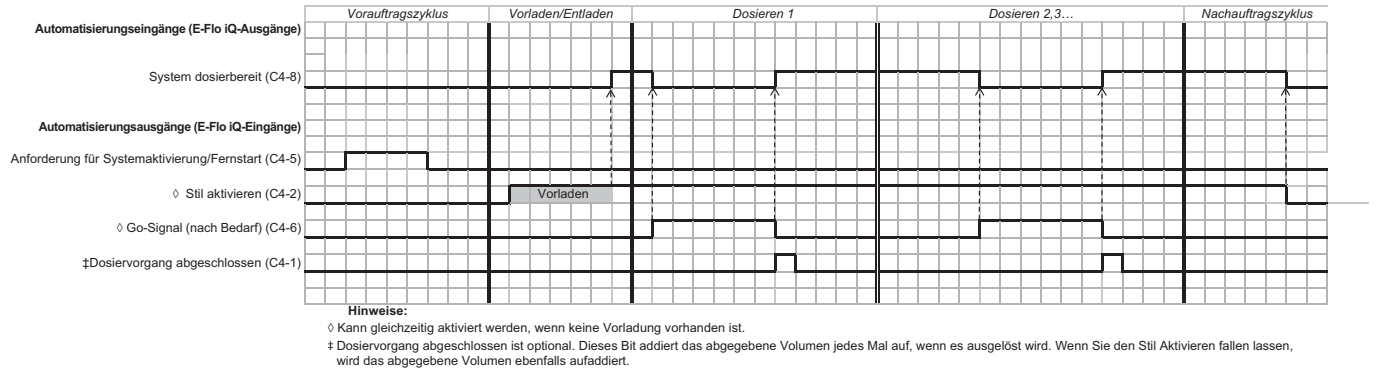 Vorauftragszyklus Vorladen/Entladen Dosieren 1 Dosieren 2,3… Nachauftragszyklus
Automatisierungseingänge (E-Flo iQ-Ausgänge)
System dosierbereit (C4-8)
Automatisierungsausgänge (E-Flo iQ-Eingänge)
Anforderung für Systemaktivierung/Fernstart (C4-5)
◊ Stil aktivieren (C4-2) Vorladen
◊ Go-Signal (nach Bedarf) (C4-6)
‡Dosiervorgang abgeschlossen (C4-1)
Hinweise:
◊ Kann gleichzeitig aktiviert werden, wenn keine Vorladung vorhanden ist.
‡ Dosiervorgang abgeschlossen ist optional. Dieses Bit addiert das abgegebene Volumen jedes Mal auf, wenn es ausgelöst wird. Wenn Sie den Stil Aktivieren fallen lassen,
wird das abgegebene Volumen ebenfalls aufaddiert.